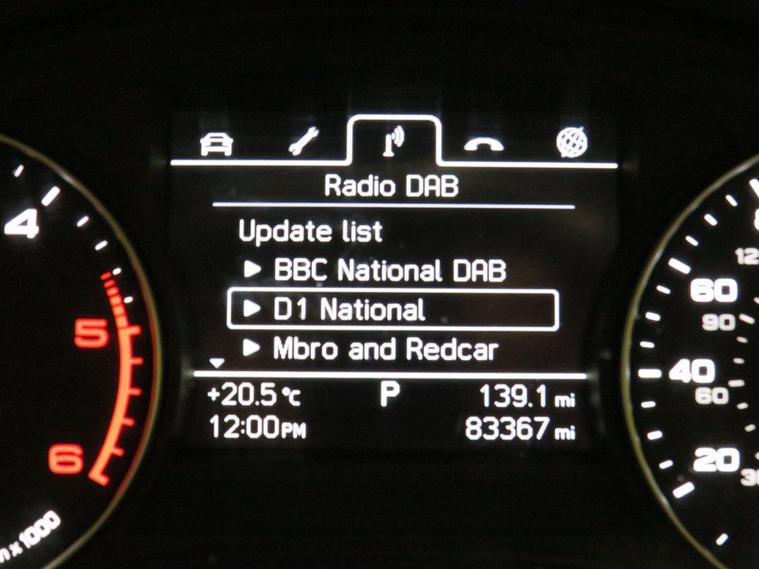 Radio DAB
Update list
BBC National DAB
D1 National
Mbro and Redcar
+20.5 °C P 139.1 mi
12:00PM 83367 mi
4
5
6
x1000
60
90
40
60
20